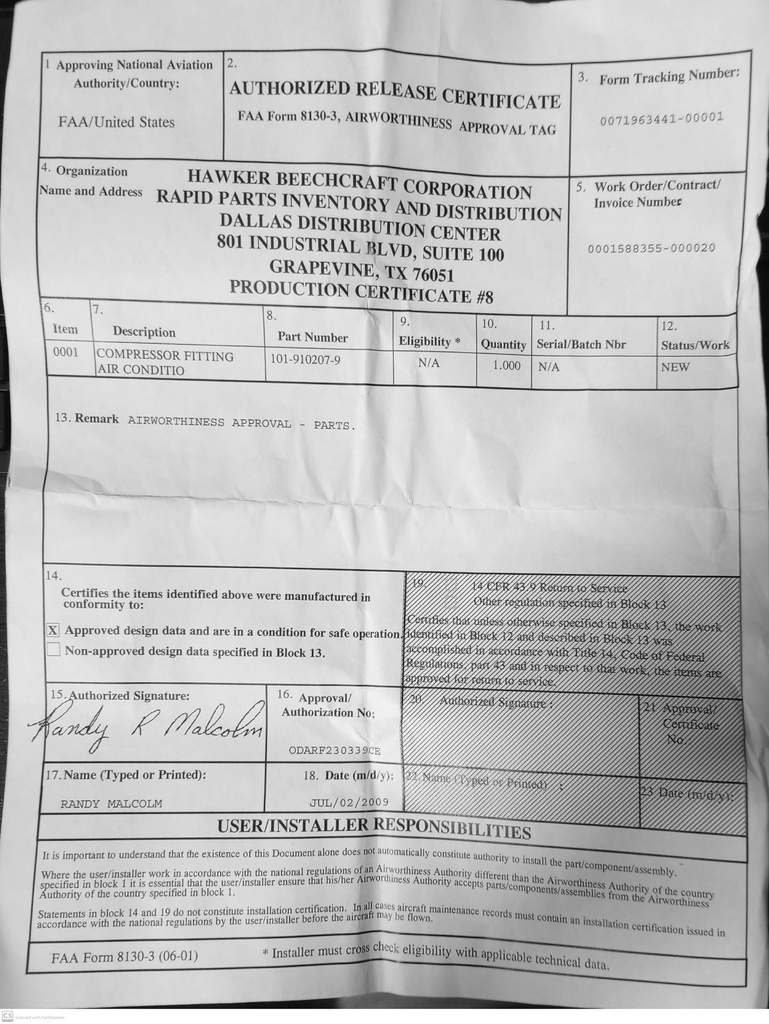 1 Approving National Aviation
Authority/Country:
FAA/United States
2.
AUTHORIZED RELEASE CERTIFICATE
FAA Form 8130-3, AIRWORTHINESS APPROVAL TAG
3. Form Tracking Number:
0071963441-00001
4. Organization
Name and Address
HAWKER BEECHCRAFT CORPORATION
RAPID PARTS INVENTORY AND DISTRIBUTION
DALLAS DISTRIBUTION CENTER
801 INDUSTRIAL BLVD, SUITE 100
GRAPEVINE, TX 76051
PRODUCTION CERTIFICATE #8
5. Work Order/Contract/
Invoice Number
0001588355-000020
6.
Item
7.
Description
8.
Part Number
9.
Eligibility *
10.
Quantity
11.
Serial/Batch Nbr
12.
Status/Work
0001
COMPRESSOR FITTING
AIR CONDITIO
101-910207-9
N/A
1.000
N/A
NEW
13. Remark AIRWORTHINESS APPROVAL - PARTS.
14.
Certifies the items identified above were manufactured in
conformity to:
X Approved design data and are in a condition for safe operation.
Non-approved design data specified in Block 13.
19. 14 CFR 43.9 Return to Service
Other regulation specified in Block 13
Certifies that unless otherwise specified in Block 13, the work
identified in Block 12 and described in Block 13 was
accomplished in accordance with Title 14, Code of Federal
Regulations, part 43 and in respect to that work, the items are
approved for return to service.
15. Authorized Signature:
Randy R Malcolm
16. Approval/
Authorization No:
ODARF230339CE
20. Authorized Signature :
21 Approval/
Certificate
No.:
17. Name (Typed or Printed):
RANDY MALCOLM
18. Date (m/d/y):
JUL/02/2009
22. Name (Typed or Printed) :
23 Date (m/d/y):
USER/INSTALLER RESPONSIBILITIES
It is important to understand that the existence of this Document alone does not automatically constitute authority to install the part/component/assembly.
Where the user/installer work in accordance with the national regulations of an Airworthiness Authority different than the Airworthiness Authority of the country
specified in block 1 it is essential that the user/installer ensure that his/her Airworthiness Authority accepts parts/components/assemblies from the Airworthiness
Authority of the country specified in block 1.
Statements in block 14 and 19 do not constitute installation certification. In all cases aircraft maintenance records must contain an installation certification issued in
accordance with the national regulations by the user/installer before the aircraft may be flown.
FAA Form 8130-3 (06-01)
* Installer must cross check eligibility with applicable technical data.
CS Scanned with CamScanner